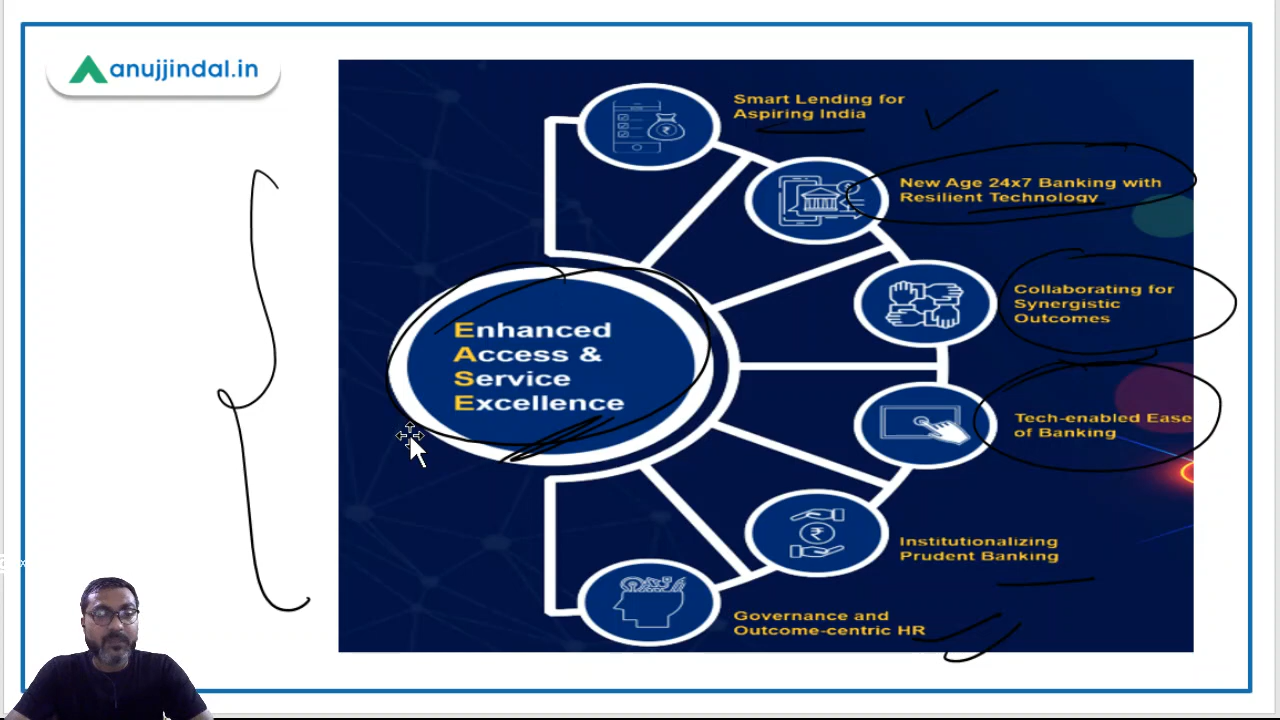 anujjindal.in
Smart Lending for
Aspiring India
New Age 24x7 Banking with
Resilient Technology
Collaborating for
Synergistic
Outcomes
Enhanced
Access &
Service
Excellence
Tech-enabled Ease
of Banking
Institutionalizing
Prudent Banking
Governance and
Outcome-centric HR